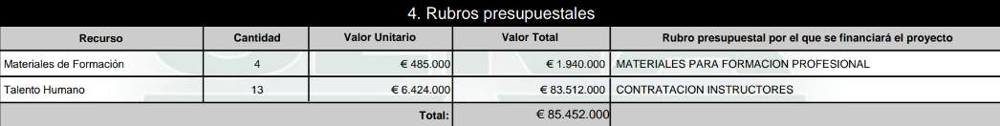 4. Rubros presupuestales
Recurso Cantidad Valor Unitario Valor Total Rubro presupuestal por el que se financiará el proyecto
Materiales de Formación 4 € 485.000 € 1.940.000 MATERIALES PARA FORMACION PROFESIONAL
Talento Humano 13 € 6.424.000 € 83.512.000 CONTRATACION INSTRUCTORES
Total: € 85.452.000